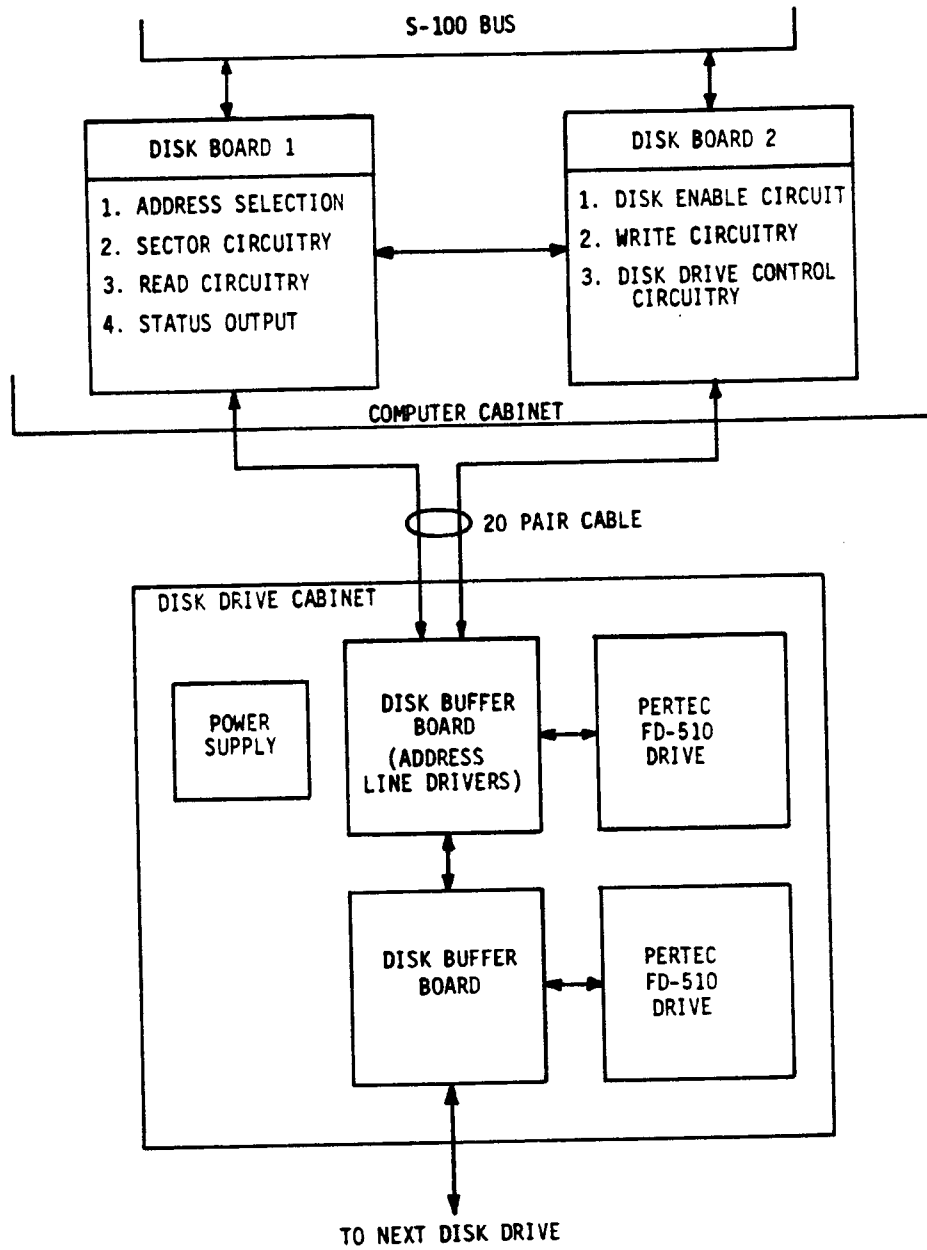 S-100 BUS
DISK BOARD 1
1. ADDRESS SELECTION
2. SECTOR CIRCUITRY
3. READ CIRCUITRY
4. STATUS OUTPUT
DISK BOARD 2
1. DISK ENABLE CIRCUIT
2. WRITE CIRCUITRY
3. DISK DRIVE CONTROL
CIRCUITRY
COMPUTER CABINET
20 PAIR CABLE
DISK DRIVE CABINET
POWER
SUPPLY
DISK BUFFER
BOARD
(ADDRESS
LINE DRIVERS)
PERTEC
FD-510
DRIVE
DISK BUFFER
BOARD
PERTEC
FD-510
DRIVE
TO NEXT DISK DRIVE